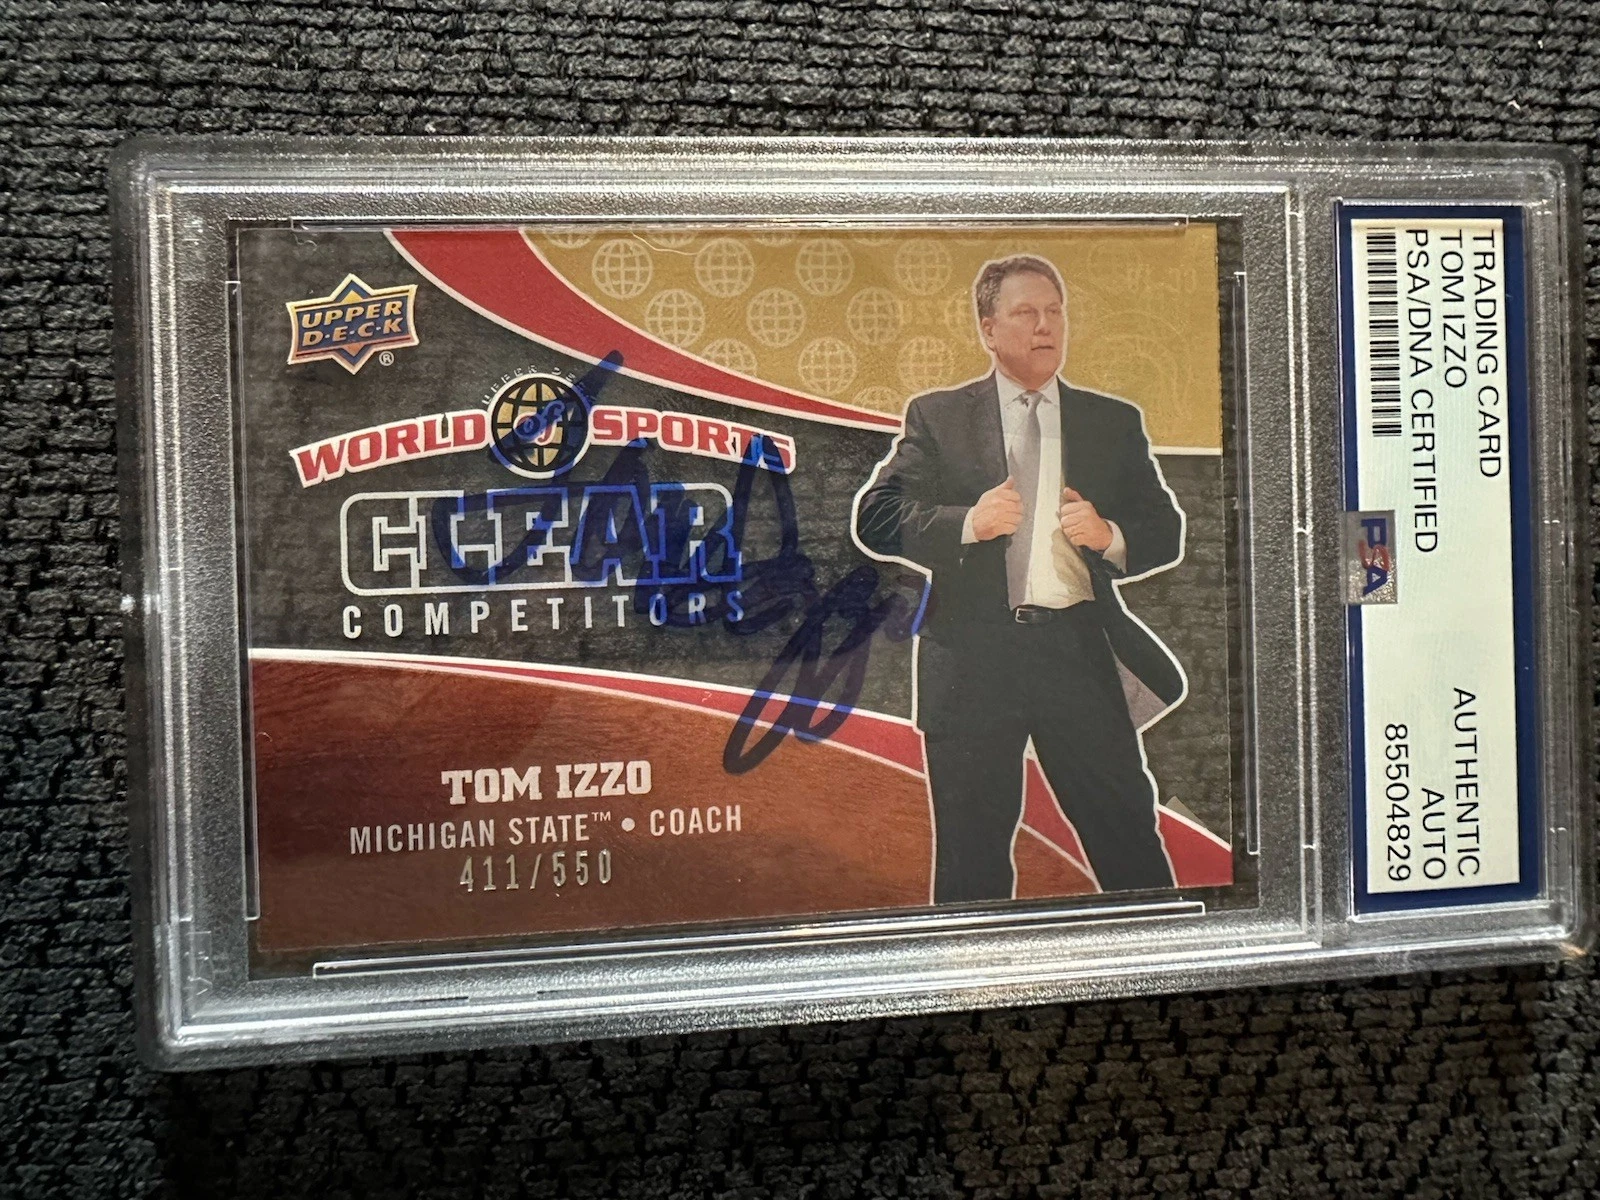 UPPER
D·E·C·K
®
UPPER DECK
WORLD of SPORTS
CLEAR
COMPETITORS
TOM IZZO
MICHIGAN STATE™ • COACH
411/550
TRADING CARD
TOM IZZO
PSA/DNA CERTIFIED
AUTHENTIC
AUTO
85504829
PSA